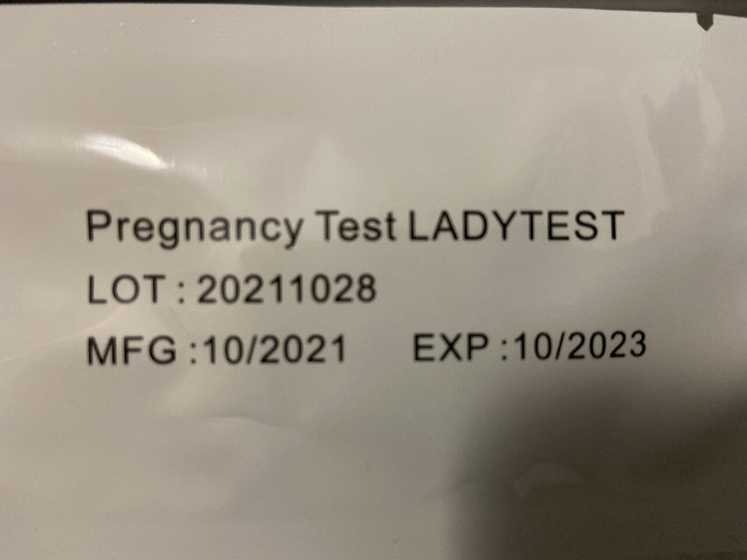 Pregnancy Test LADYTEST
LOT : 20211028
MFG :10/2021 EXP :10/2023